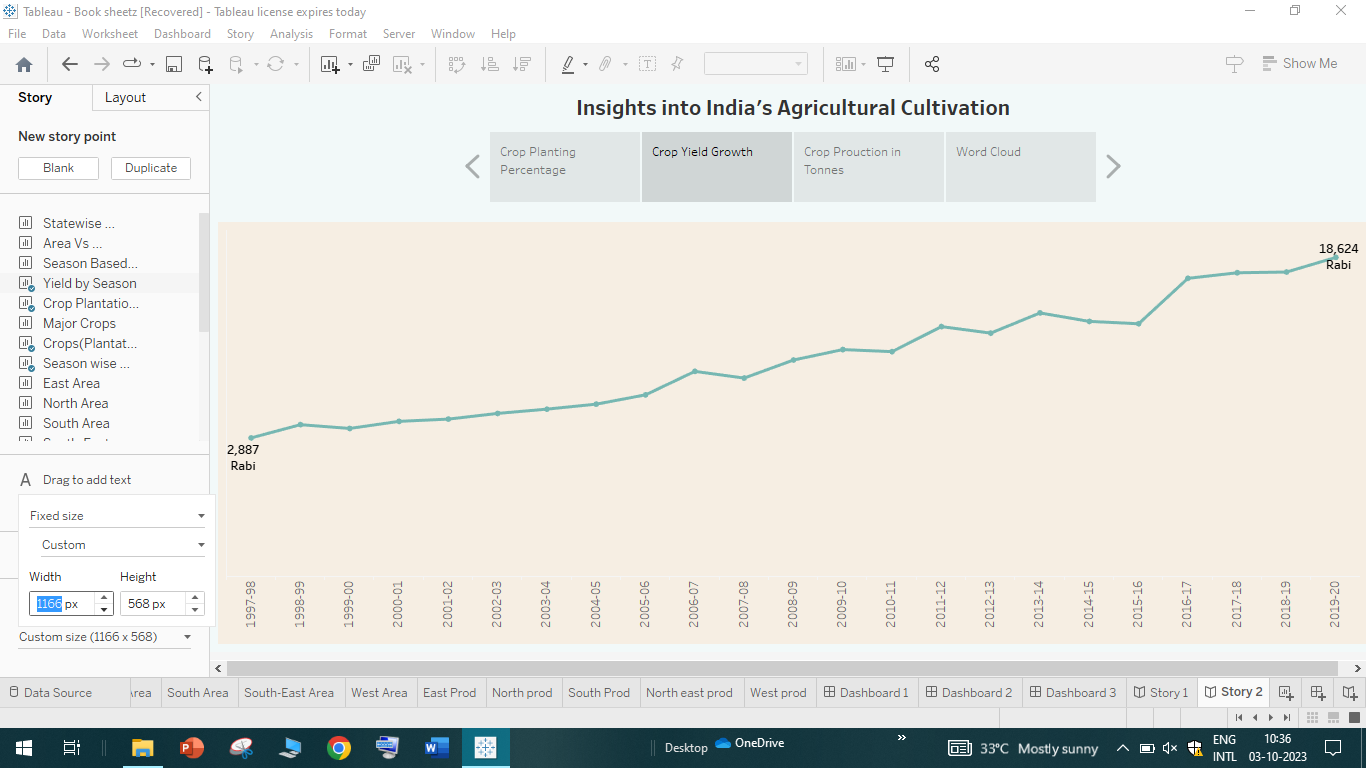 Tableau - Book sheetz [Recovered] - Tableau license expires today
File Data Worksheet Dashboard Story Analysis Format Server Window Help
Show Me
Story Layout
New story point
Blank Duplicate
Statewise ...
Area Vs ...
Season Based...
Yield by Season
Crop Plantatio...
Major Crops
Crops(Plantat...
Season wise ...
East Area
North Area
South Area
A Drag to add text
Fixed size
Custom
Width Height
1166 px 568 px
Custom size (1166 x 568)
Insights into India’s Agricultural Cultivation
Crop Planting
Percentage
Crop Yield Growth
Crop Prouction in
Tonnes
Word Cloud
18,624
Rabi
2,887
Rabi
1997-98 1998-99 1999-00 2000-01 2001-02 2002-03 2003-04 2004-05 2005-06 2006-07 2007-08 2008-09 2009-10 2010-11 2011-12 2012-13 2013-14 2014-15 2015-16 2016-17 2017-18 2018-19 2019-20
Data Source South Area South-East Area West Area East Prod North prod South Prod North east prod West prod Dashboard 1 Dashboard 2 Dashboard 3 Story 1 Story 2
Desktop OneDrive 33°C Mostly sunny
ENG
INTL
10:36
03-10-2023